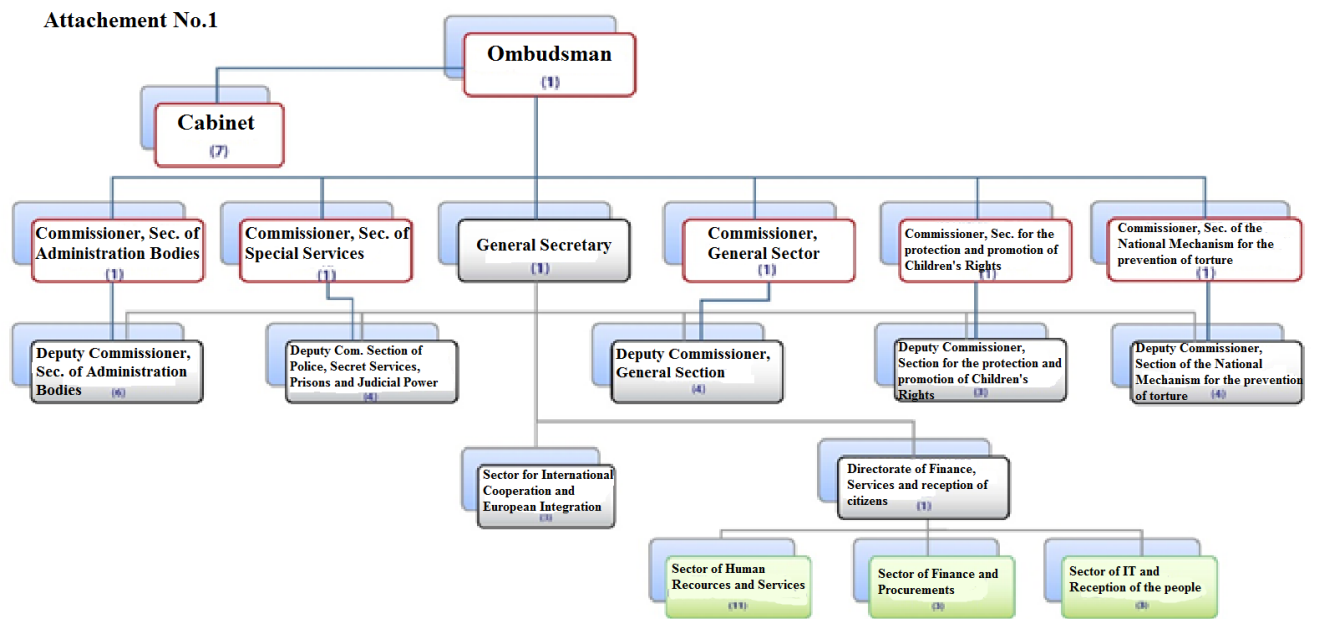 Attachement No.1
Ombudsman
(1)
Cabinet
(7)
Commissioner, Sec. of
Administration Bodies
(1)
Commissioner, Sec. of
Special Services
(1)
General Secretary
(1)
Commissioner,
General Sector
(1)
Commissioner, Sec. for the
protection and promotion of
Children's Rights
(1)
Commissioner, Sec. of the
National Mechanism for the
prevention of torture
(1)
Deputy Commissioner,
Sec. of Administration
Bodies (6)
Deputy Com. Section of
Police, Secret Services,
Prisons and Judicial Power
(4)
Deputy Commissioner,
General Section
(4)
Deputy Commissioner,
Section for the protection and
promotion of Children's
Rights (3)
Deputy Commissioner,
Section of the National
Mechanism for the prevention
of torture (4)
Sector for International
Cooperation and
European Integration
(3)
Directorate of Finance,
Services and reception of
citizens (1)
Sector of Human
Recources and Services
(11)
Sector of Finance and
Procurements
(3)
Sector of IT and
Reception of the people